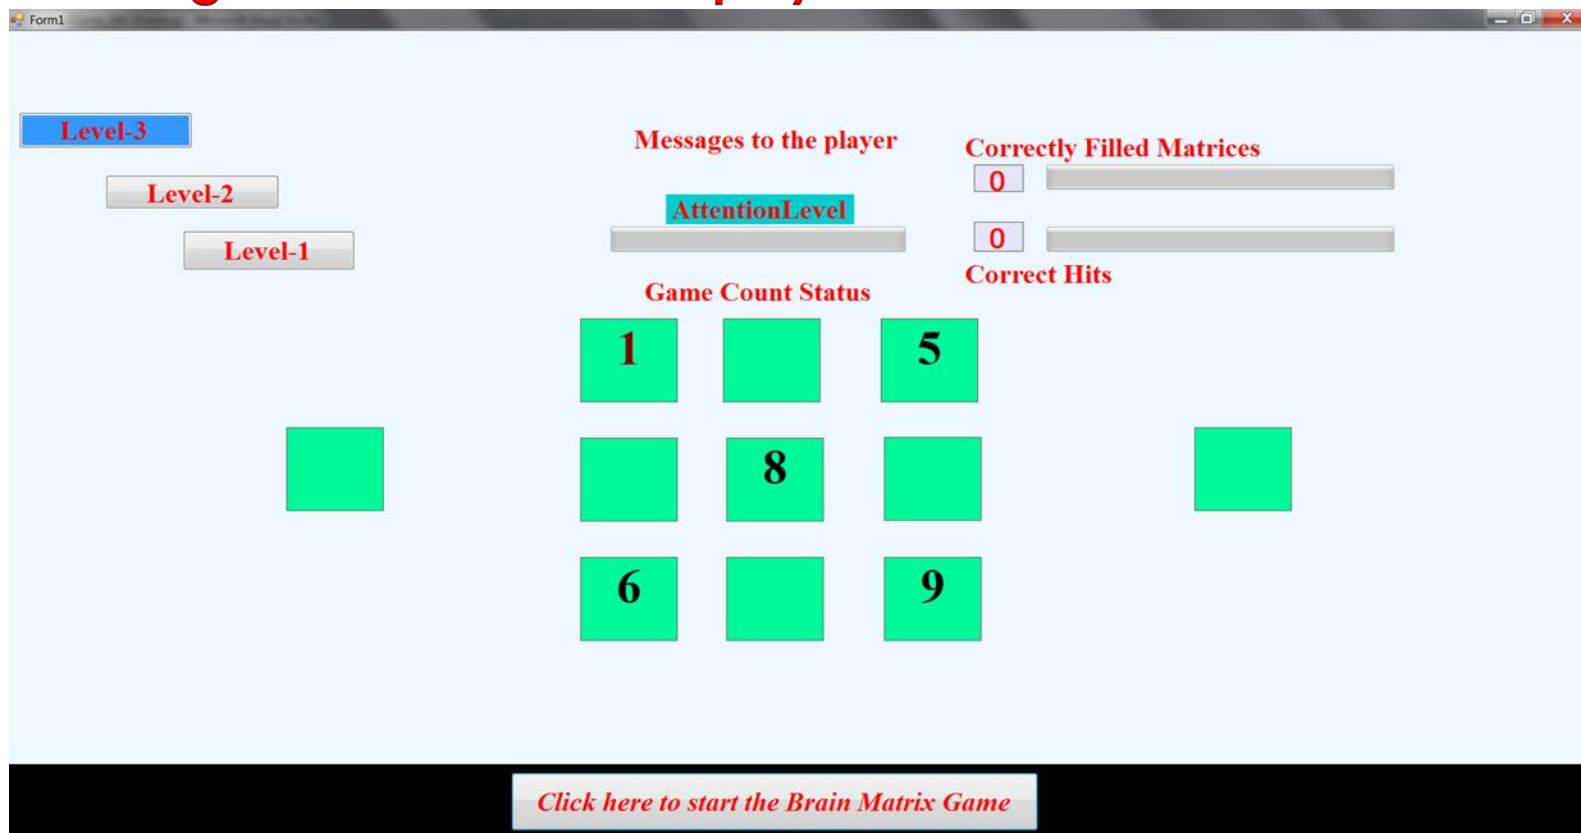 Form1
Level-3
Level-2
Level-1
Messages to the player
AttentionLevel
Game Count Status
Correctly Filled Matrices
0
0
Correct Hits
1 5
8
6 9
Click here to start the Brain Matrix Game